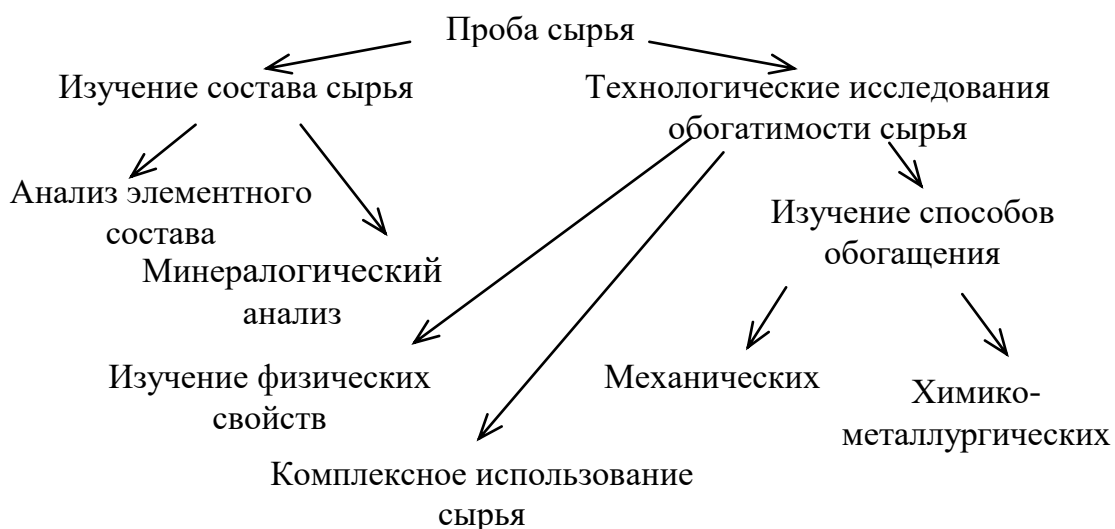 Проба сырья
Изучение состава сырья
Технологические исследования
обогатимости сырья
Анализ элементного
состава
Минералогический
анализ
Изучение способов
обогащения
Изучение физических
свойств
Механических
Химико-
металлургических
Комплексное использование
сырья